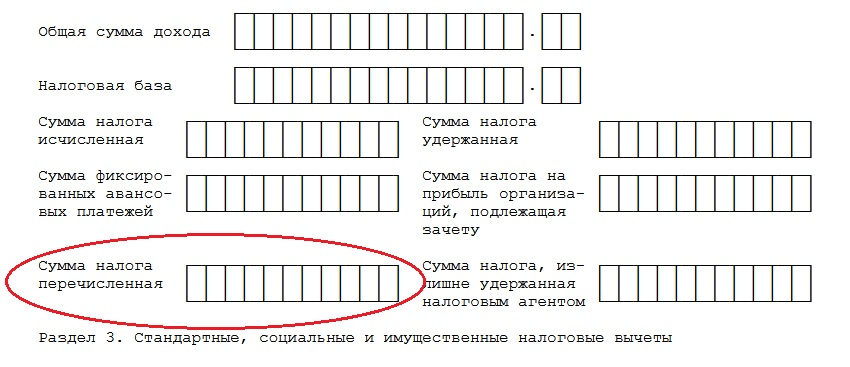 Общая сумма дохода .
Налоговая база
Сумма налога
исчисленная
Сумма налога
удержанная
Сумма фиксиро-
ванных авансо-
вых платежей
Сумма налога на
прибыль организа-
ций, подлежащая
зачету
Сумма налога
перечисленная
Сумма налога, из-
лишне удержанная
налоговым агентом
Раздел 3. Стандартные, социальные и имущественные налоговые вычеты